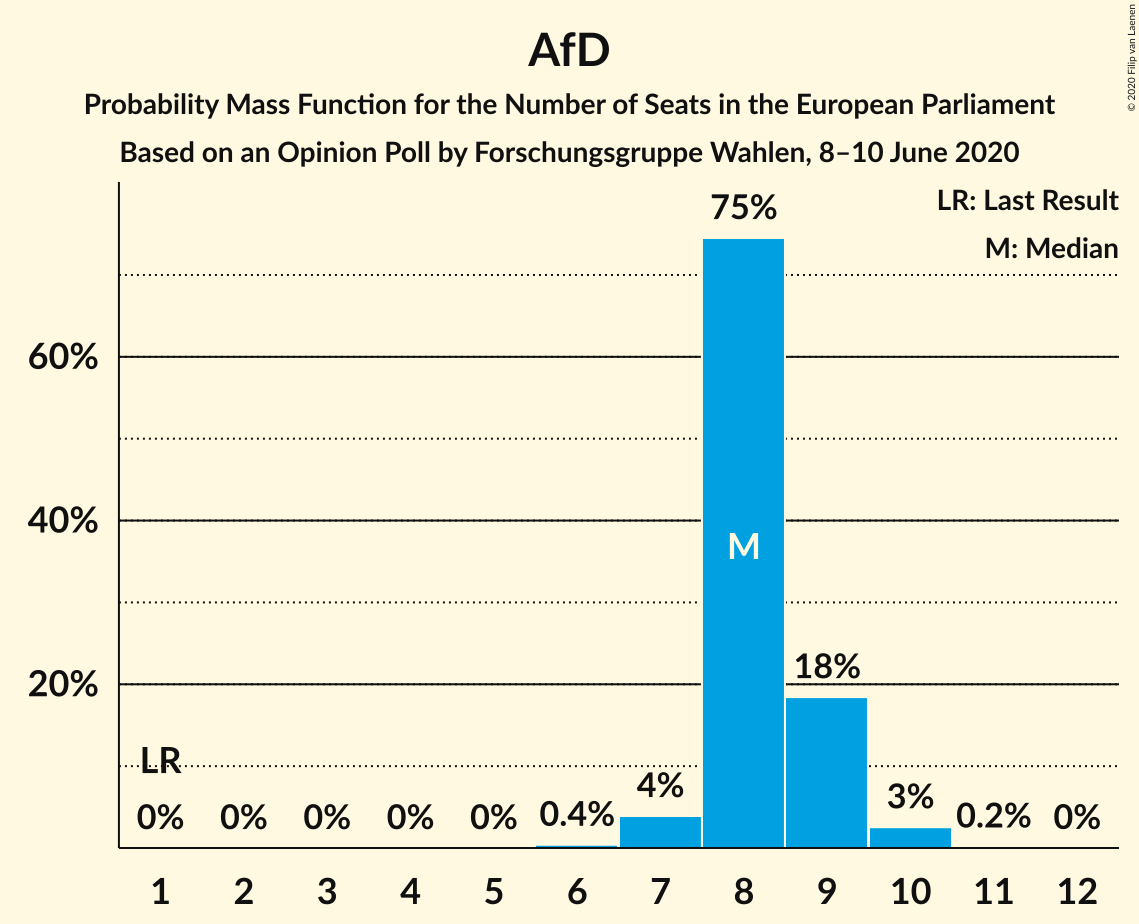 AfD
Probability Mass Function for the Number of Seats in the European Parliament
Based on an Opinion Poll by Forschungsgruppe Wahlen, 8–10 June 2020
© 2020 Filip van Laenen
LR: Last Result
M: Median
75%
60%
40%
M
18%
20%
LR
4%
3%
0% 0% 0% 0% 0% 0.4% 0.2% 0%
1 2 3 4 5 6 7 8 9 10 11 12